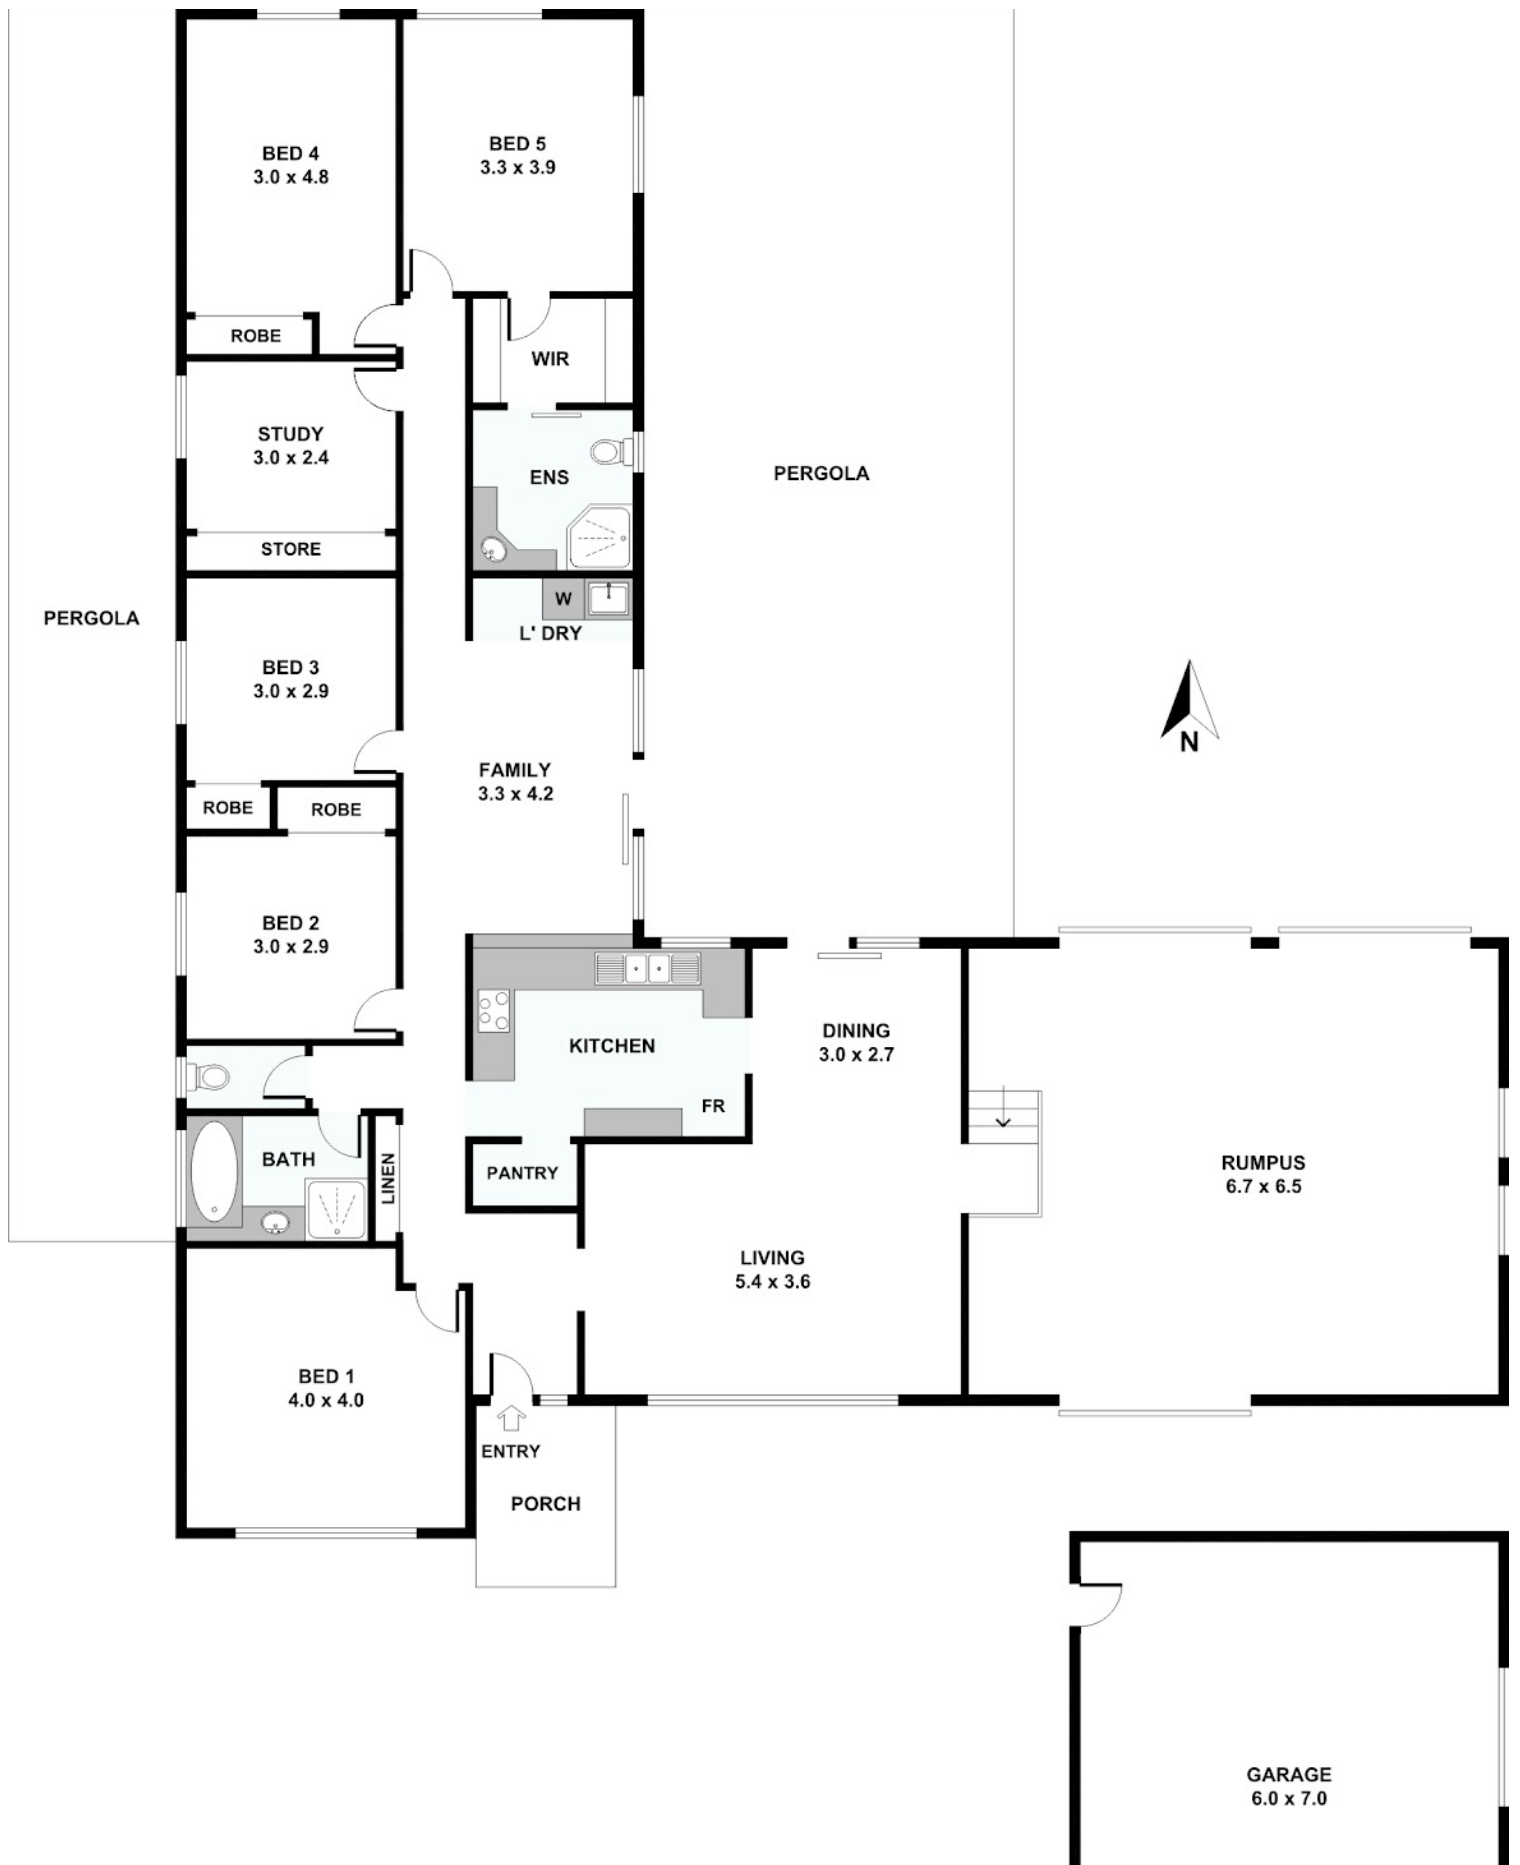 BED 4
3.0 x 4.8
BED 5
3.3 x 3.9
ROBE
WIR
STUDY
3.0 x 2.4
ENS
PERGOLA
STORE
W
L' DRY
PERGOLA
BED 3
3.0 x 2.9
N
FAMILY
3.3 x 4.2
ROBE
ROBE
BED 2
3.0 x 2.9
KITCHEN
DINING
3.0 x 2.7
FR
BATH
LINEN
PANTRY
RUMPUS
6.7 x 6.5
LIVING
5.4 x 3.6
BED 1
4.0 x 4.0
ENTRY
PORCH
GARAGE
6.0 x 7.0